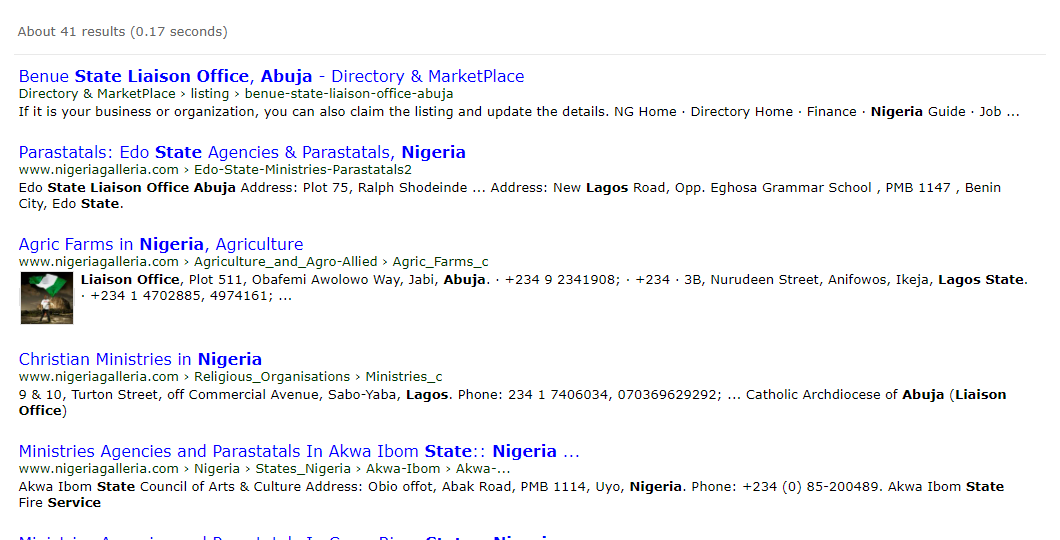 About 41 results (0.17 seconds)
Benue State Liaison Office, Abuja - Directory & MarketPlace
Directory & MarketPlace › listing › benue-state-liaison-office-abuja
If it is your business or organization, you can also claim the listing and update the details. NG Home · Directory Home · Finance · Nigeria Guide · Job ...
Parastatals: Edo State Agencies & Parastatals, Nigeria
www.nigeriagalleria.com › Edo-State-Ministries-Parastatals2
Edo State Liaison Office Abuja Address: Plot 75, Ralph Shodeinde ... Address: New Lagos Road, Opp. Eghosa Grammar School , PMB 1147 , Benin
City, Edo State.
Agric Farms in Nigeria, Agriculture
www.nigeriagalleria.com › Agriculture_and_Agro-Allied › Agric_Farms_c
Liaison Office, Plot 511, Obafemi Awolowo Way, Jabi, Abuja. · +234 9 2341908; · +234 · 3B, Nurudeen Street, Anifowos, Ikeja, Lagos State.
· +234 1 4702885, 4974161; ...
Christian Ministries in Nigeria
www.nigeriagalleria.com › Religious_Organisations › Ministries_c
9 & 10, Turton Street, off Commercial Avenue, Sabo-Yaba, Lagos. Phone: 234 1 7406034, 070369629292; ... Catholic Archdiocese of Abuja (Liaison
Office)
Ministries Agencies and Parastatals In Akwa Ibom State:: Nigeria ...
www.nigeriagalleria.com › Nigeria › States_Nigeria › Akwa-Ibom › Akwa-...
Akwa Ibom State Council of Arts & Culture Address: Obio offot, Abak Road, PMB 1114, Uyo, Nigeria. Phone: +234 (0) 85-200489. Akwa Ibom State
Fire Service